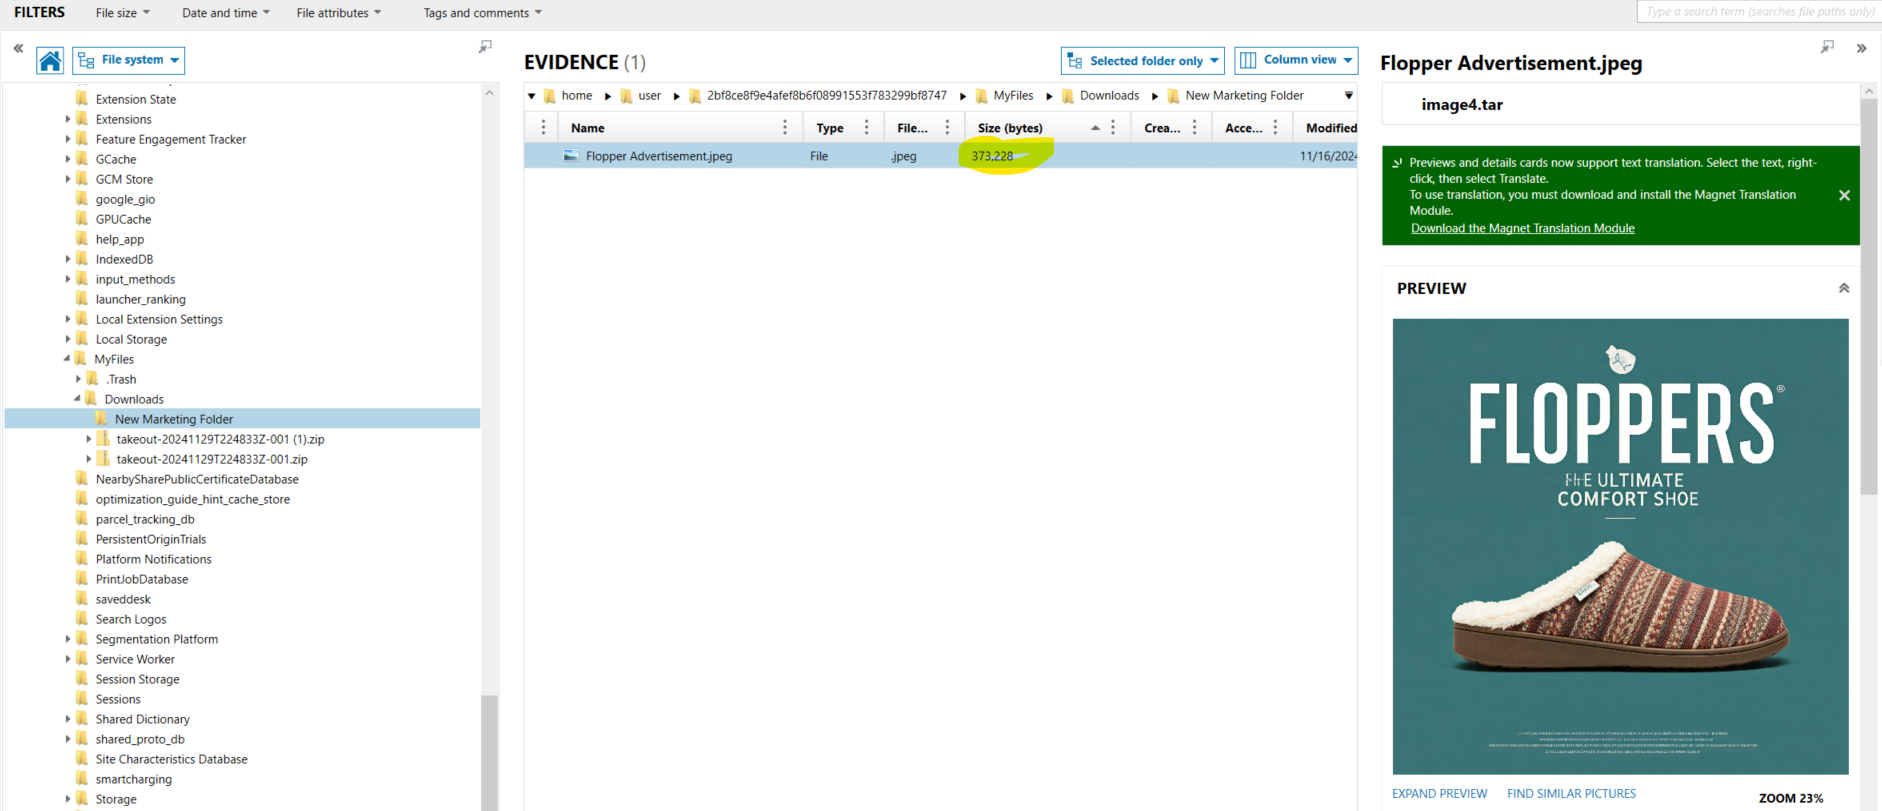 FILTERS File size Date and time File attributes Tags and comments Type a search term (searches file paths only)
File system
EVIDENCE (1)
Selected folder only
Column view
Flopper Advertisement.jpeg
home user 2bf8ce8f9e4afef8b6f08991553f783299bf8747 MyFiles Downloads New Marketing Folder
Name Type File... Size (bytes) Crea... Acce... Modified
Flopper Advertisement.jpeg File .jpeg 373,228 11/16/2024
Extension State
Extensions
Feature Engagement Tracker
GCache
GCM Store
google_gio
GPUCache
help_app
IndexedDB
input_methods
launcher_ranking
Local Extension Settings
Local Storage
MyFiles
.Trash
Downloads
New Marketing Folder
takeout-20241129T224833Z-001 (1).zip
takeout-20241129T224833Z-001.zip
NearbySharePublicCertificateDatabase
optimization_guide_hint_cache_store
parcel_tracking_db
PersistentOriginTrials
Platform Notifications
PrintJobDatabase
saveddesk
Search Logos
Segmentation Platform
Service Worker
Session Storage
Sessions
Shared Dictionary
shared_proto_db
Site Characteristics Database
smartcharging
Storage
image4.tar
Previews and details cards now support text translation. Select the text, right-
click, then select Translate.
To use translation, you must download and install the Magnet Translation
Module.
Download the Magnet Translation Module
PREVIEW
FLOPPERS®
ULTIMATE
COMFORT SHOE
EXPAND PREVIEW FIND SIMILAR PICTURES ZOOM 23%